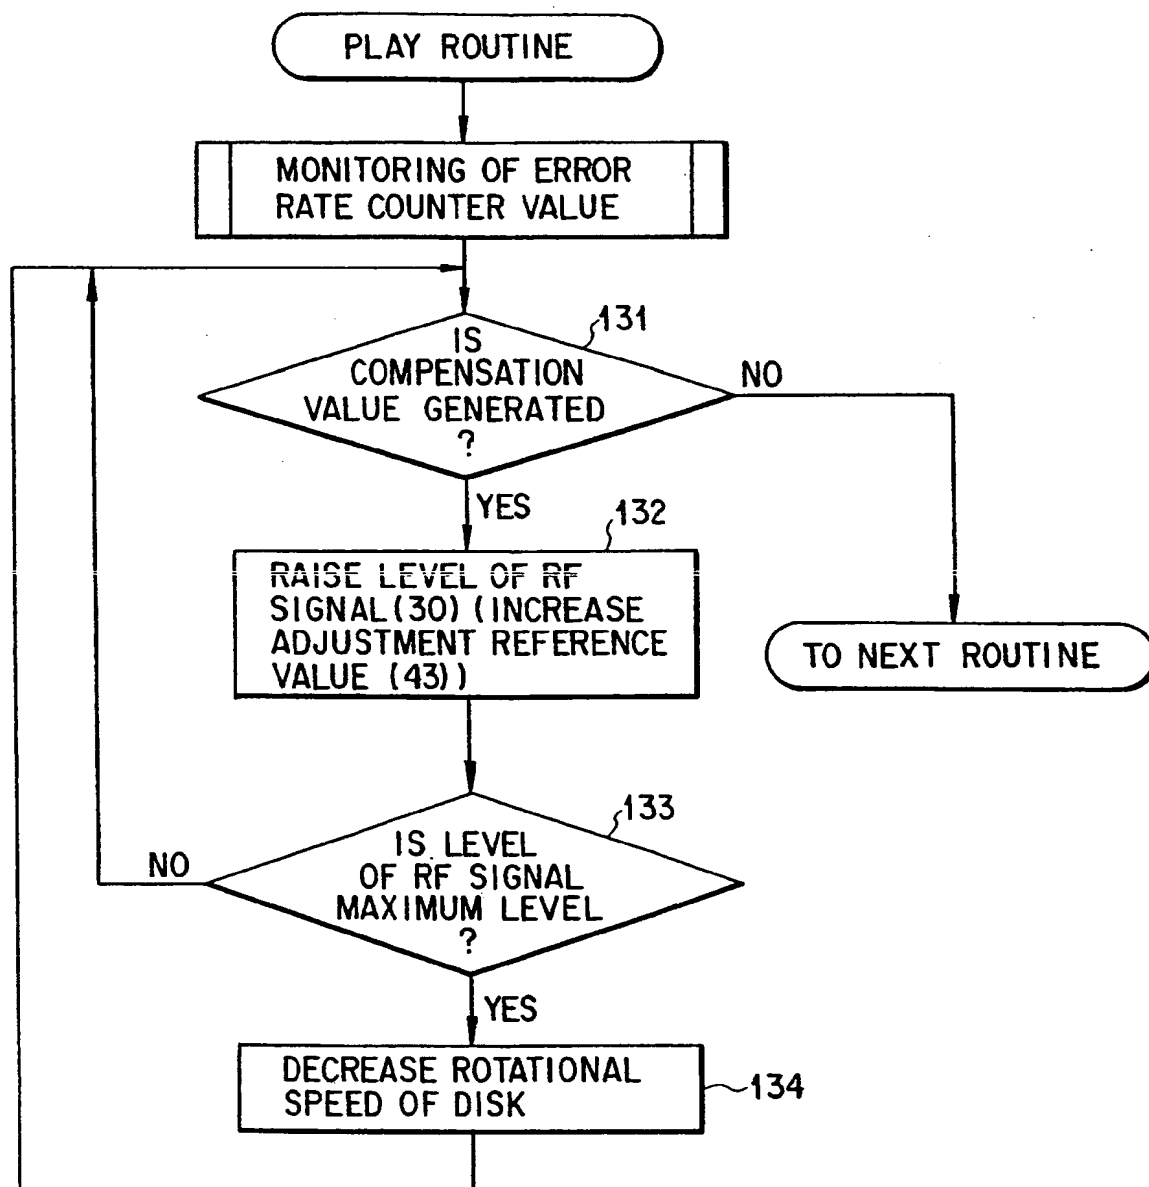 PLAY ROUTINE
MONITORING OF ERROR
RATE COUNTER VALUE
131
IS
COMPENSATION
VALUE GENERATED
?
NO
YES
132
RAISE LEVEL OF RF
SIGNAL(30) (INCREASE
ADJUSTMENT REFERENCE
VALUE (43))
TO NEXT ROUTINE
133
IS LEVEL
OF RF SIGNAL
MAXIMUM LEVEL
?
NO
YES
DECREASE ROTATIONAL
SPEED OF DISK
134